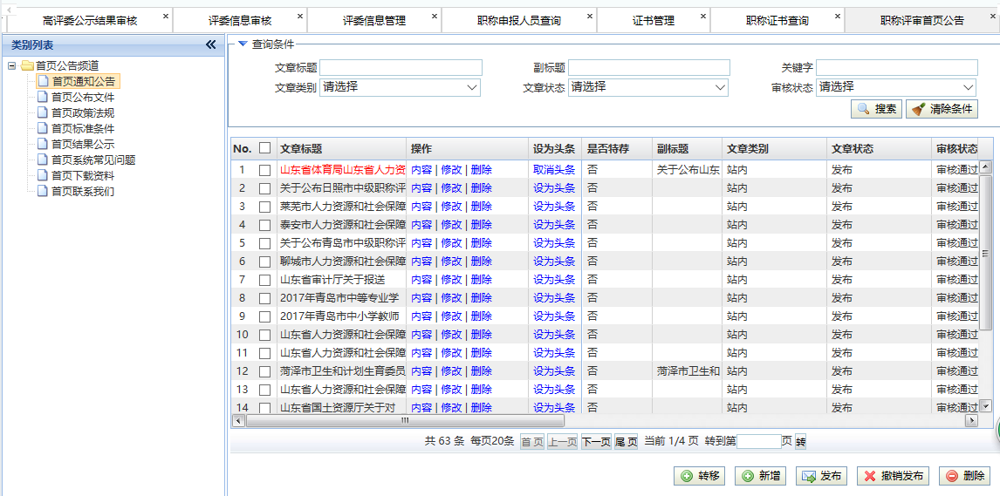 高评委公示结果审核 × 评委信息审核 × 评委信息管理 × 职称申报人员查询 × 证书管理 × 职称证书查询 × 职称评审首页公告 ×
类别列表
首页公告频道
首页通知公告
首页公布文件
首页政策法规
首页标准条件
首页结果公示
首页系统常见问题
首页下载资料
首页联系我们
查询条件
文章标题 副标题 关键字
文章类别 请选择 文章状态 请选择 审核状态 请选择
搜索 清除条件
No. 文章标题 操作 设为头条 是否特荐 副标题 文章类别 文章状态 审核状态
1 山东省体育局山东省人力资 内容 | 修改 | 删除 取消头条 否 关于公布山东 站内 发布 审核通过
2 关于公布日照市中级职称评 内容 | 修改 | 删除 设为头条 否 站内 发布 审核通过
3 莱芜市人力资源和社会保障 内容 | 修改 | 删除 设为头条 否 站内 发布 审核通过
4 泰安市人力资源和社会保障 内容 | 修改 | 删除 设为头条 否 站内 发布 审核通过
5 关于公布青岛市中级职称评 内容 | 修改 | 删除 设为头条 否 站内 发布 审核通过
6 聊城市人力资源和社会保障 内容 | 修改 | 删除 设为头条 否 站内 发布 审核通过
7 山东省审计厅关于报送 内容 | 修改 | 删除 设为头条 否 站内 发布 审核通过
8 2017年青岛市中等专业学 内容 | 修改 | 删除 设为头条 否 站内 发布 审核通过
9 2017年青岛市中小学教师 内容 | 修改 | 删除 设为头条 否 站内 发布 审核通过
10 山东省人力资源和社会保障 内容 | 修改 | 删除 设为头条 否 站内 发布 审核通过
11 山东省人力资源和社会保障 内容 | 修改 | 删除 设为头条 否 站内 发布 审核通过
12 菏泽市卫生和计划生育委员 内容 | 修改 | 删除 设为头条 否 菏泽市卫生和 站内 发布 审核通过
13 山东省人力资源和社会保障 内容 | 修改 | 删除 设为头条 否 站内 发布 审核通过
14 山东省国土资源厅关于对 内容 | 修改 | 删除 设为头条 否 站内 发布 审核通过
共 63 条 每页20条 首页 上一页 下一页 尾页 当前 1/4 页 转到第 页 转
转移 新增 发布 撤销发布 删除